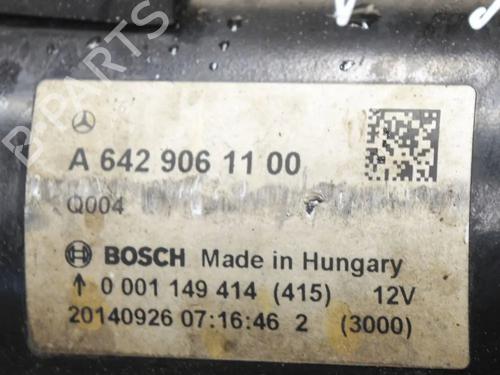 B-PARTS
A 642 906 11 00
Q004
BOSCH Made in Hungary
↑ 0 001 149 414 (415) 12V
20140926 07:16:46 2 (3000)